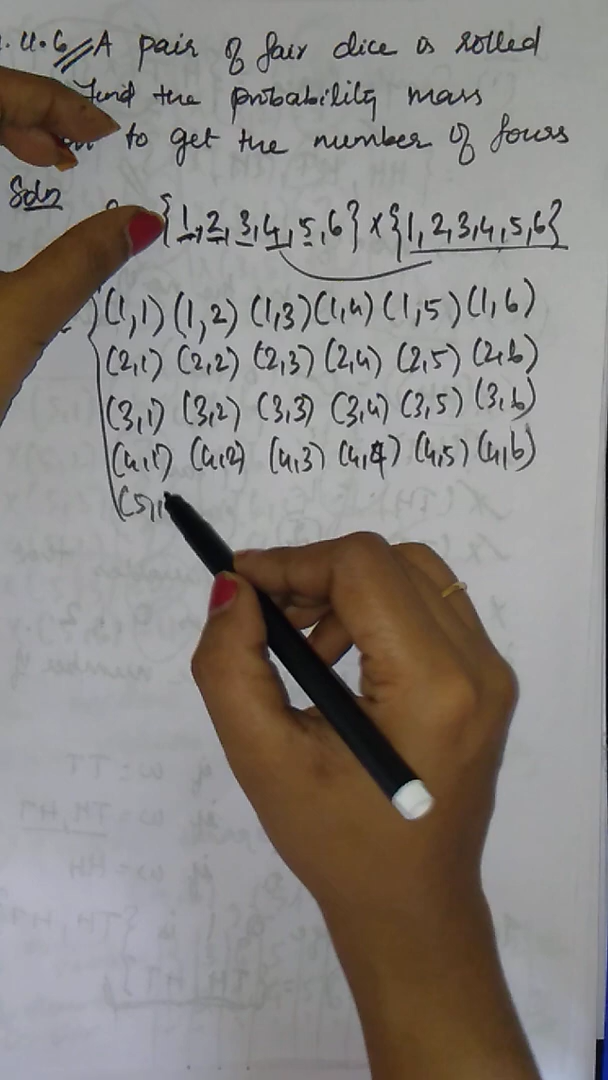 11.6 A pair of fair dice is rolled
Find the probability mass
to get the number of fours
Soln
{1,2,3,4,5,6} x {1,2,3,4,5,6}
(1,1) (1,2) (1,3) (1,4) (1,5) (1,6)
(2,1) (2,2) (2,3) (2,4) (2,5) (2,6)
(3,1) (3,2) (3,3) (3,4) (3,5) (3,6)
(4,1) (4,2) (4,3) (4,4) (4,5) (4,6)
(5,1